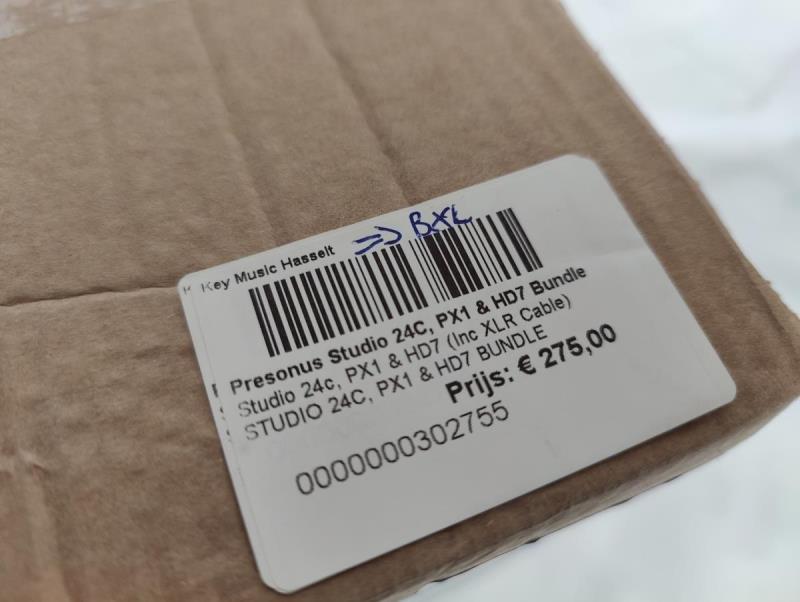 Key Music Hasselt
=> BXL
Presonus Studio 24C, PX1 & HD7 Bundle
Studio 24c, PX1 & HD7 (Inc XLR Cable)
STUDIO 24C, PX1 & HD7 BUNDLE
Prijs: € 275,00
0000000302755